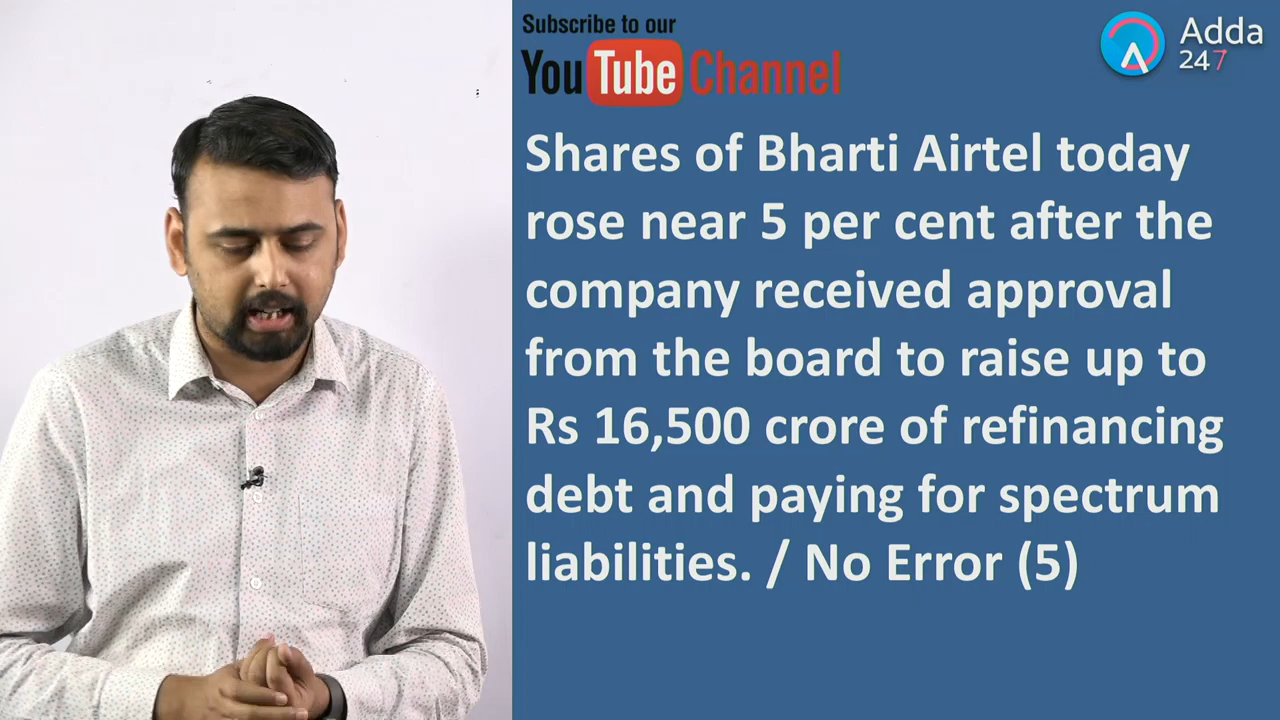 Subscribe to our
YouTube Channel
Adda
247
Shares of Bharti Airtel today
rose near 5 per cent after the
company received approval
from the board to raise up to
Rs 16,500 crore of refinancing
debt and paying for spectrum
liabilities. / No Error (5)